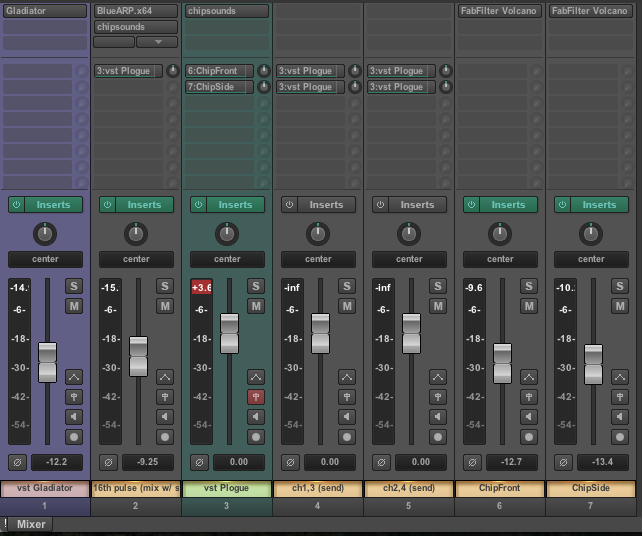 Gladiator BlueARP.x64 chipsounds FabFilter Volcano FabFilter Volcano
chipsounds
3:vst Plogue 6:ChipFront 3:vst Plogue 3:vst Plogue
7:ChipSide 3:vst Plogue 3:vst Plogue
Inserts Inserts Inserts Inserts Inserts Inserts Inserts
center center center center center center center
-14. -15. +3.6 -inf -inf -9.6 -10.
S S S S S S S
-6- -6- -6- -6- -6- -6- -6-
M M M M M M M
-18- -18- -18- -18- -18- -18- -18-
-30- -30- -30- -30- -30- -30- -30-
-42- -42- -42- -42- -42- -42- -42-
-54- -54- -54- -54- -54- -54- -54-
-12.2 -9.25 0.00 0.00 0.00 -12.7 -13.4
vst Gladiator 16th pulse (mix w/ s vst Plogue ch1,3 (send) ch2,4 (send) ChipFront ChipSide
1 2 3 4 5 6 7
! Mixer